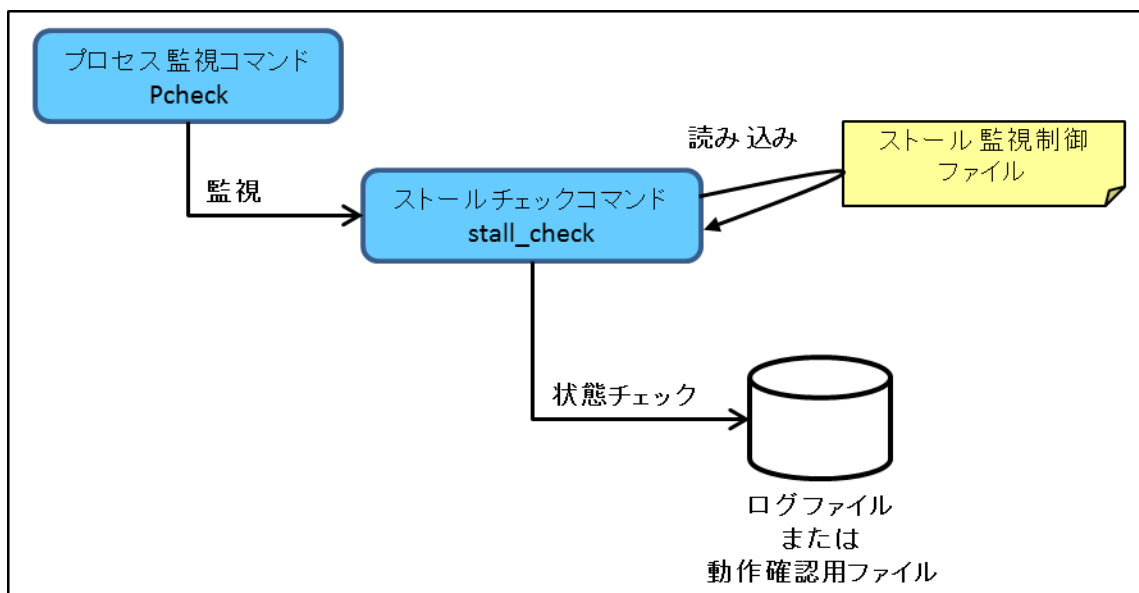 プロセス監視コマンド
Pcheck
監視
ストールチェックコマンド
stall_check
読み込み
ストール監視制御
ファイル
状態チェック
ログファイル
または
動作確認用ファイル